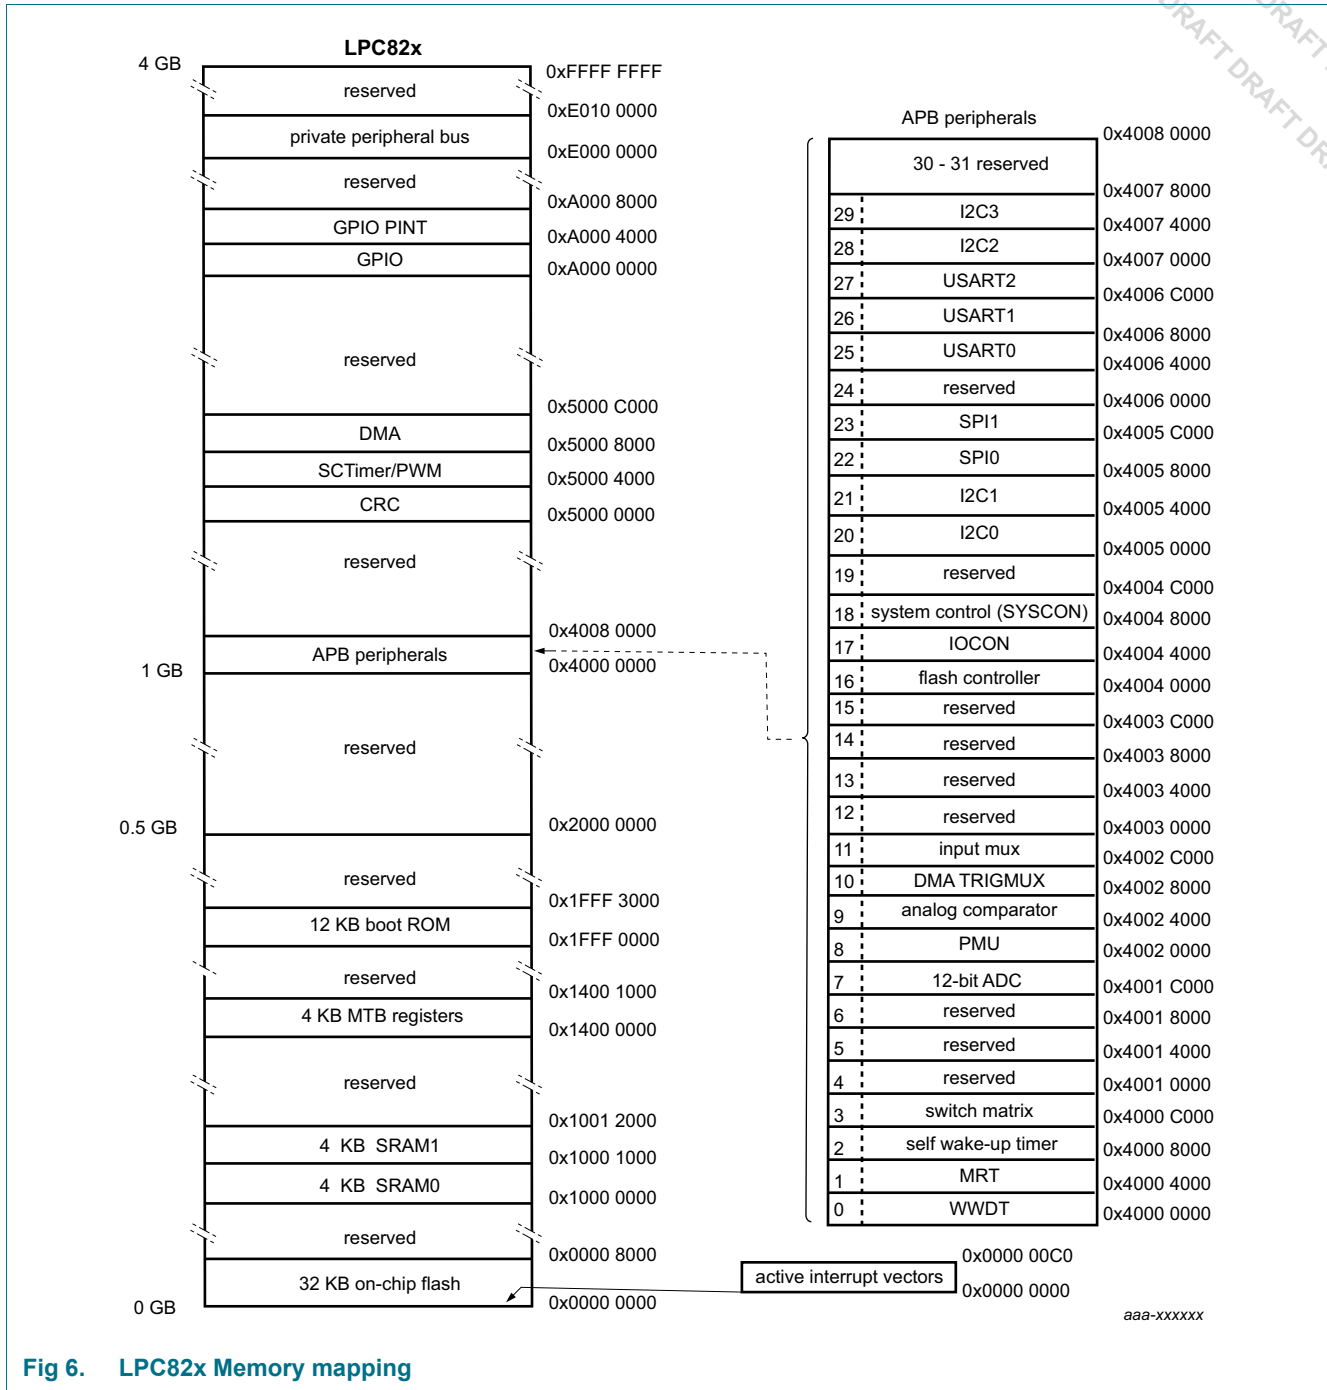 DRAFT DRAFT DRAFT
DRAFT DRAFT
LPC82x
4 GB
0xFFFF FFFF
reserved
0xE010 0000
private peripheral bus
0xE000 0000
reserved
0xA000 8000
GPIO PINT
0xA000 4000
GPIO
0xA000 0000
reserved
0x5000 C000
DMA
0x5000 8000
SCTimer/PWM
0x5000 4000
CRC
0x5000 0000
reserved
0x4008 0000
APB peripherals
1 GB
0x4000 0000
reserved
0.5 GB
0x2000 0000
reserved
0x1FFF 3000
12 KB boot ROM
0x1FFF 0000
reserved
0x1400 1000
4 KB MTB registers
0x1400 0000
reserved
0x1001 2000
4 KB SRAM1
0x1000 1000
4 KB SRAM0
0x1000 0000
reserved
0x0000 8000
32 KB on-chip flash
0 GB
0x0000 0000
APB peripherals
0x4008 0000
30 - 31 reserved
0x4007 8000
29 I2C3
0x4007 4000
28 I2C2
0x4007 0000
27 USART2
0x4006 C000
26 USART1
0x4006 8000
25 USART0
0x4006 4000
24 reserved
0x4006 0000
23 SPI1
0x4005 C000
22 SPI0
0x4005 8000
21 I2C1
0x4005 4000
20 I2C0
0x4005 0000
19 reserved
0x4004 C000
18 system control (SYSCON)
0x4004 8000
17 IOCON
0x4004 4000
16 flash controller
0x4004 0000
15 reserved
0x4003 C000
14 reserved
0x4003 8000
13 reserved
0x4003 4000
12 reserved
0x4003 0000
11 input mux
0x4002 C000
10 DMA TRIGMUX
0x4002 8000
9 analog comparator
0x4002 4000
8 PMU
0x4002 0000
7 12-bit ADC
0x4001 C000
6 reserved
0x4001 8000
5 reserved
0x4001 4000
4 reserved
0x4001 0000
3 switch matrix
0x4000 C000
2 self wake-up timer
0x4000 8000
1 MRT
0x4000 4000
0 WWDT
0x4000 0000
0x0000 00C0
active interrupt vectors
0x0000 0000
aaa-xxxxxx
Fig 6. LPC82x Memory mapping